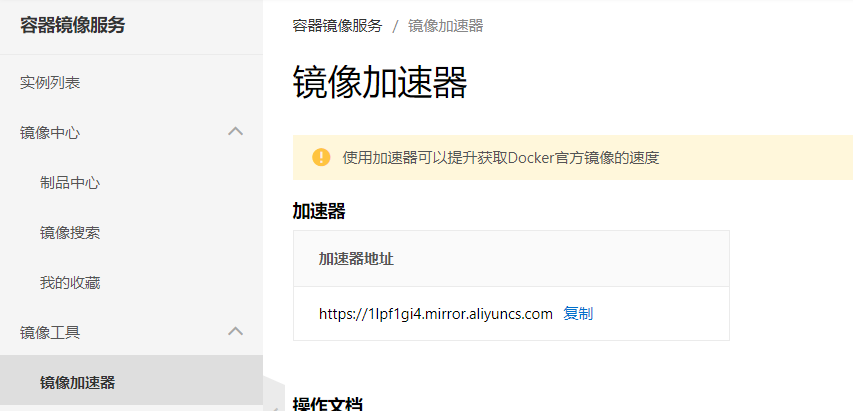 容器镜像服务
实例列表
镜像中心
制品中心
镜像搜索
我的收藏
镜像工具
镜像加速器
容器镜像服务 / 镜像加速器
镜像加速器
使用加速器可以提升获取Docker官方镜像的速度
加速器
加速器地址
https://1lpf1gi4.mirror.aliyuncs.com 复制
操作文档